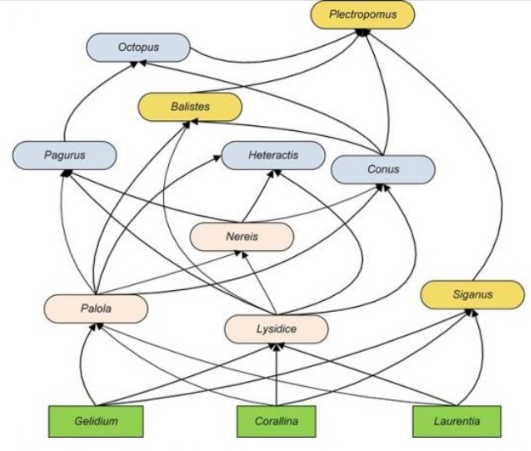 Plectropomus
Octopus
Balistes
Pagurus
Heteractis
Conus
Nereis
Siganus
Palola
Lysidice
Gelidium
Corallina
Laurentia